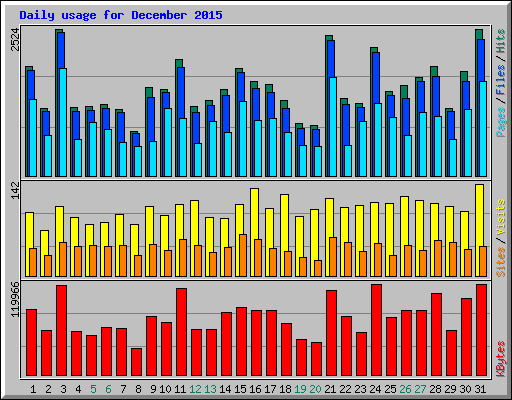 Daily usage for December 2015
2524
Pages / Files / Hits
142
Sites / Visits
119966
KBytes
1 2 3 4 5 6 7 8 9 10 11 12 13 14 15 16 17 18 19 20 21 22 23 24 25 26 27 28 29 30 31